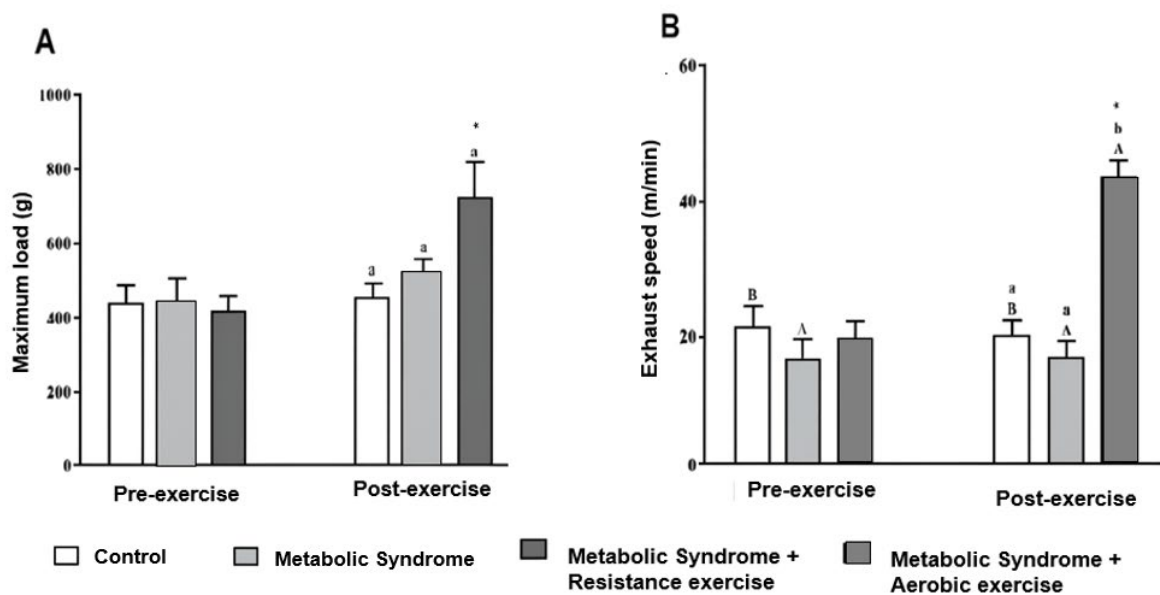 A
B
Maximum load (g)
1000
800
600
400
200
0
*
a
a
a
Pre-exercise
Post-exercise
Exhaust speed (m/min)
60
40
20
0
B
A
a
B
a
A
*
b
A
Pre-exercise
Post-exercise
Control
Metabolic Syndrome
Metabolic Syndrome +
Resistance exercise
Metabolic Syndrome +
Aerobic exercise